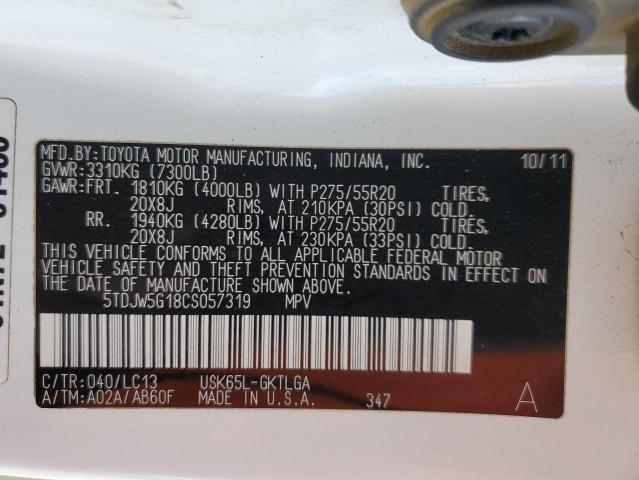 MFD.BY:TOYOTA MOTOR MANUFACTURING, INDIANA, INC. 10/11
GVWR:3310KG (7300LB)
GAWR:FRT. 1810KG (4000LB) WITH P275/55R20 TIRES,
20X8J RIMS, AT 210KPA (30PSI) COLD.
RR. 1940KG (4280LB) WITH P275/55R20 TIRES,
20X8J RIMS, AT 230KPA (33PSI) COLD.
THIS VEHICLE CONFORMS TO ALL APPLICABLE FEDERAL MOTOR
VEHICLE SAFETY AND THEFT PREVENTION STANDARDS IN EFFECT ON
THE DATE OF MANUFACTURE SHOWN ABOVE.
5TDJW5G18CS057319 MPV
C/TR:040/LC13 USK65L-GKTLGA
A/TM:A02A/AB60F MADE IN U.S.A. 347 A